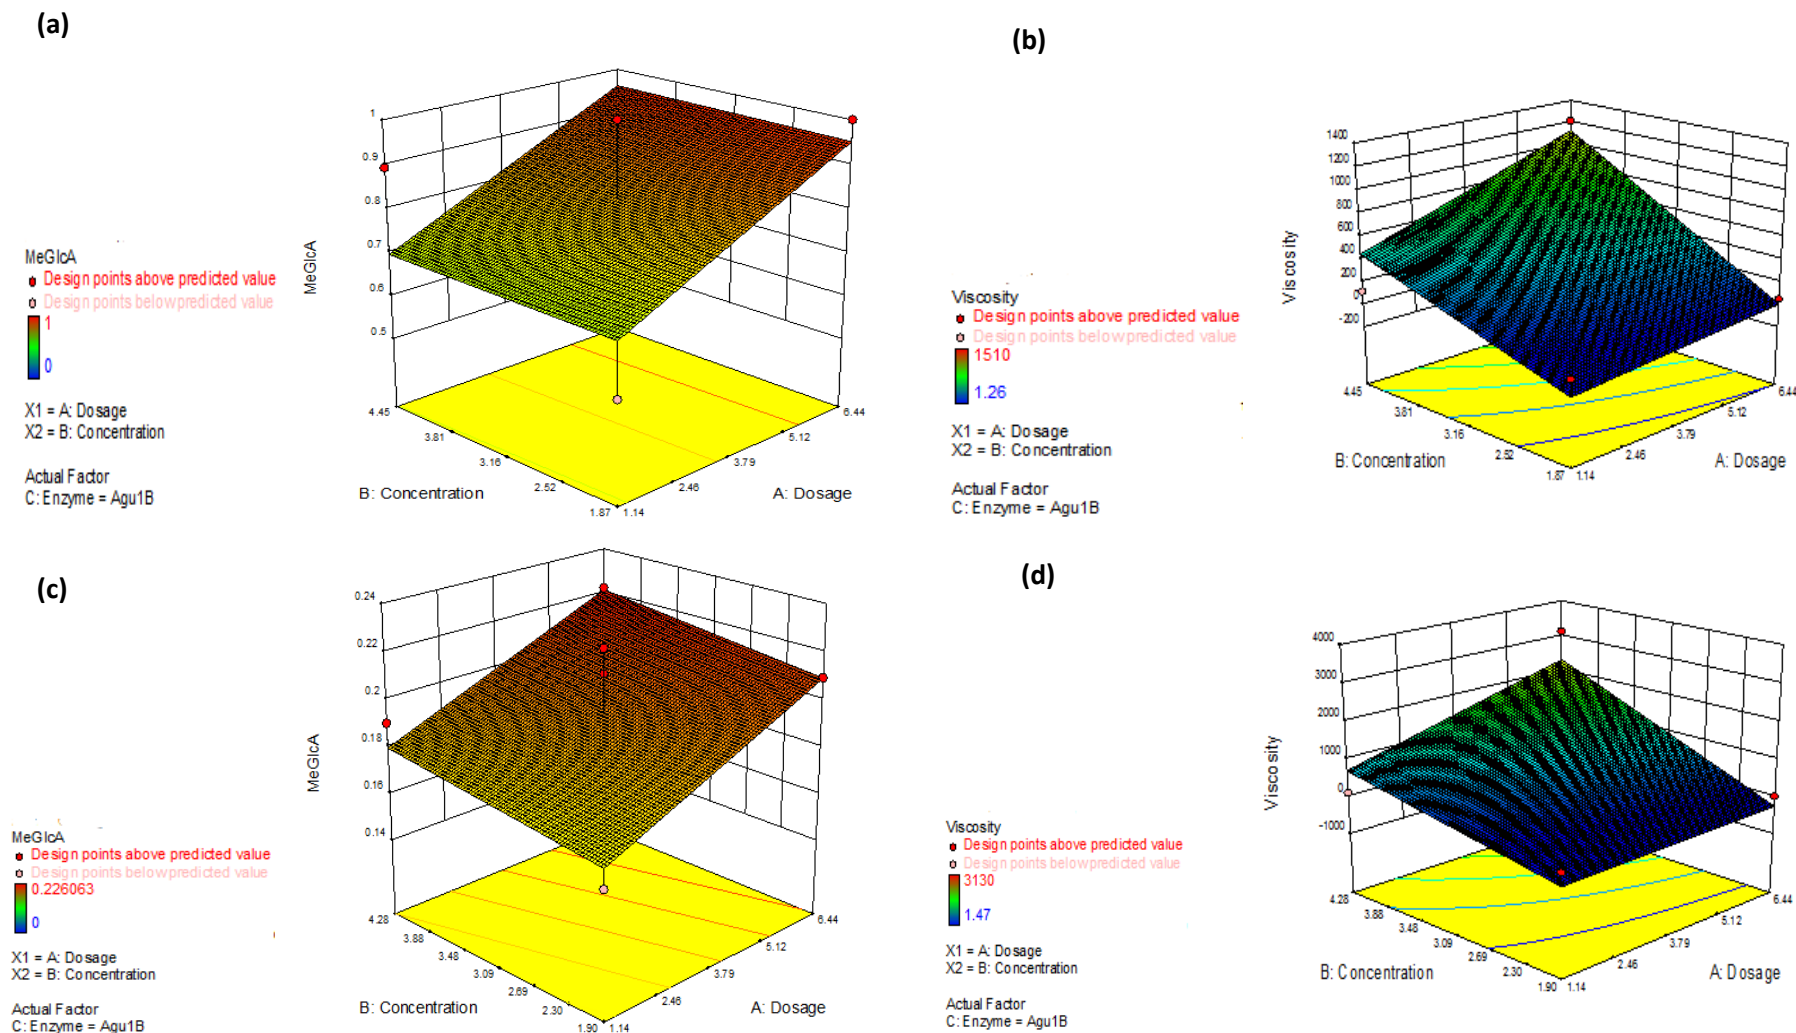 (a)
MeGlcA
Design points above predicted value
Design points below predicted value
1
0
X1 = A: Dosage
X2 = B: Concentration
Actual Factor
C: Enzyme = Agu1B
MeGlcA
1
0.9
0.8
0.7
0.6
0.5
4.45
3.81
3.16
2.52
1.87
1.14
2.46
3.79
5.12
6.44
B: Concentration
A: Dosage
(b)
Viscosity
Design points above predicted value
Design points below predicted value
1510
1.26
X1 = A: Dosage
X2 = B: Concentration
Actual Factor
C: Enzyme = Agu1B
Viscosity
1400
1200
1000
800
600
400
200
0
-200
4.45
3.81
3.16
2.52
1.87
1.14
2.46
3.79
5.12
6.44
B: Concentration
A: Dosage
(c)
MeGlcA
Design points above predicted value
Design points below predicted value
0.226063
0
X1 = A: Dosage
X2 = B: Concentration
Actual Factor
C: Enzyme = Agu1B
MeGlcA
0.24
0.22
0.2
0.18
0.16
0.14
4.28
3.88
3.48
3.09
2.69
2.30
1.90
1.14
2.46
3.79
5.12
6.44
B: Concentration
A: Dosage
(d)
Viscosity
Design points above predicted value
Design points below predicted value
3130
1.47
X1 = A: Dosage
X2 = B: Concentration
Actual Factor
C: Enzyme = Agu1B
Viscosity
4000
3000
2000
1000
0
-1000
4.28
3.88
3.48
3.09
2.69
2.30
1.90
1.14
2.46
3.79
5.12
6.44
B: Concentration
A: Dosage